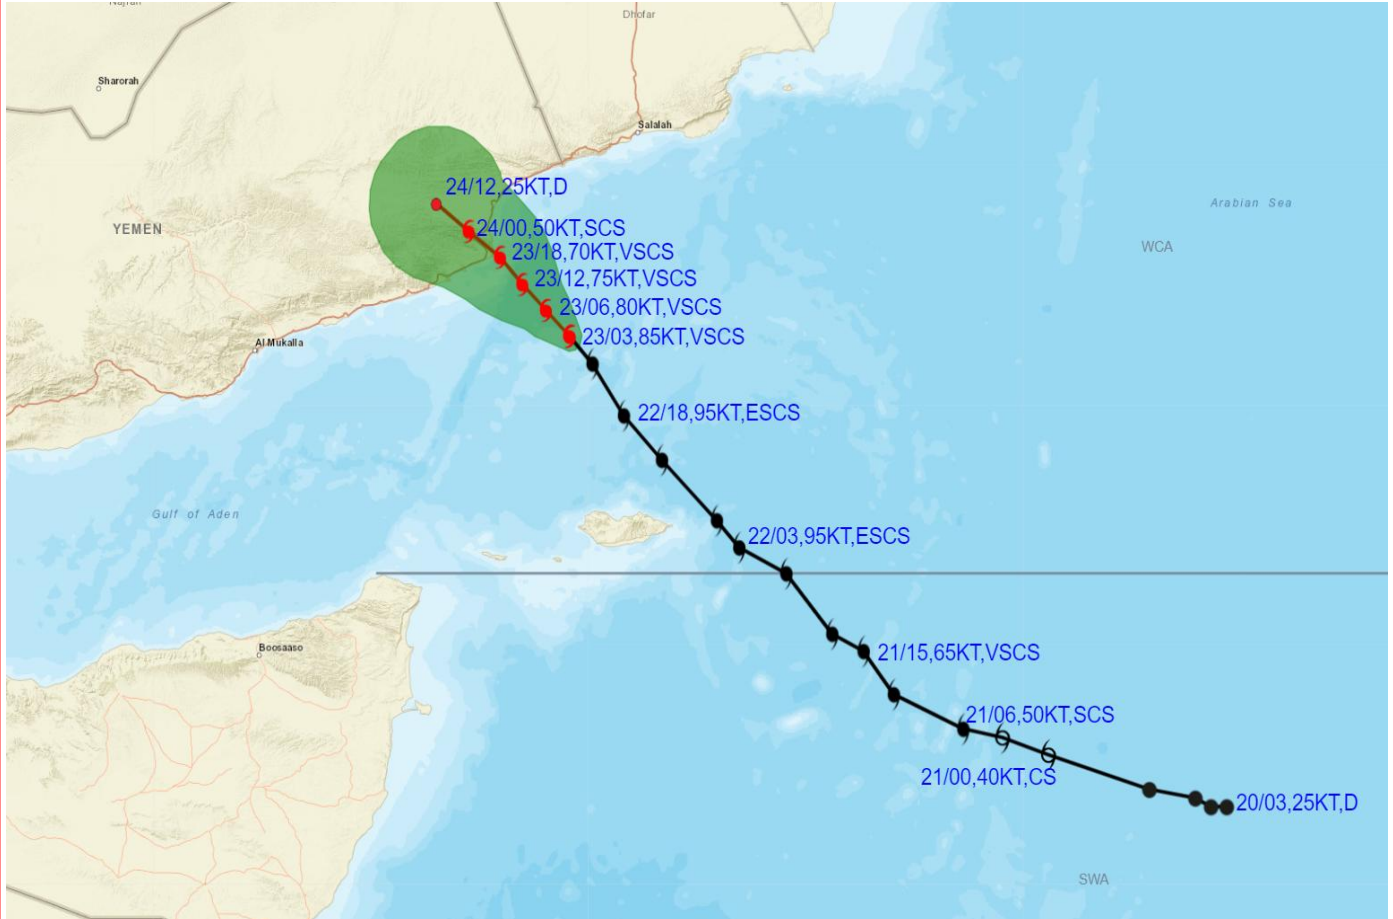 Najran
Dhofar
Sharorah
Salalah
24/12,25KT,D
Arabian Sea
YEMEN
24/00,50KT,SCS
WCA
23/18,70KT,VSCS
23/12,75KT,VSCS
23/06,80KT,VSCS
23/03,85KT,VSCS
Al Mukalla
22/18,95KT,ESCS
Gulf of Aden
22/03,95KT,ESCS
Boosaaso
21/15,65KT,VSCS
21/06,50KT,SCS
21/00,40KT,CS
20/03,25KT,D
SWA